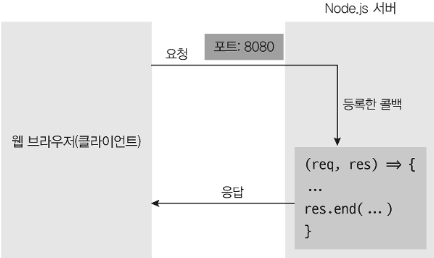 Node.js 서버
요청
포트: 8080
등록한 콜백
웹 브라우저(클라이언트)
(req, res) => {
...
res.end(...)
}
응답